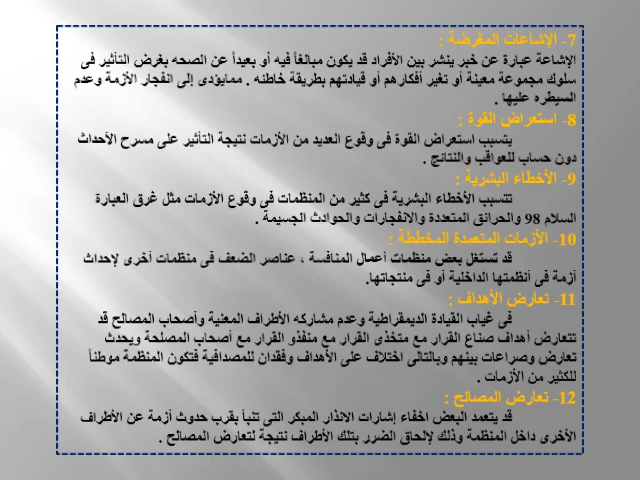 7- الإشاعات المغرضة :
الإشاعة عبارة عن خبر ينشر بين الأفراد قد يكون مبالغاً فيه أو بعيداً عن الصحه بغرض التأثير فى
سلوك مجموعة معينة أو تغير أفكارهم أو قيادتهم بطريقة خاطئه . ممايؤدى إلى انفجار الأزمة وعدم
السيطره عليها .
8- استعراض القوة :
يتسبب استعراض القوة فى وقوع العديد من الأزمات نتيجة التأثير على مسرح الأحداث
دون حساب للعواقب والنتائج .
9- الأخطاء البشرية :
تتسبب الأخطاء البشرية فى كثير من المنظمات فى وقوع الأزمات مثل غرق العبارة
السلام 98 والحرائق المتعددة والانفجارات والحوادث الجسيمة .
10- الأزمات المتعمدة المخططة :
قد تستغل بعض منظمات أعمال المنافسة ، عناصر الضعف فى منظمات أخرى لإحداث
أزمة فى أنظمتها الداخلية أو فى منتجاتها.
11- تعارض الأهداف :
فى غياب القيادة الديمقراطية وعدم مشاركه الأطراف المعنية وأصحاب المصالح قد
تتعارض أهداف صناع القرار مع متخذى القرار مع منفذو القرار مع أصحاب المصلحة ويحدث
تعارض وصراعات بينهم وبالتالى اختلاف على الأهداف وفقدان للمصداقية فتكون المنظمة موطناً
للكثير من الأزمات .
12- تعارض المصالح :
قد يتعمد البعض اخفاء إشارات الانذار المبكر التى تنبأ بقرب حدوث أزمة عن الأطراف
الأخرى داخل المنظمة وذلك لإلحاق الضرر بتلك الأطراف نتيجة لتعارض المصالح .